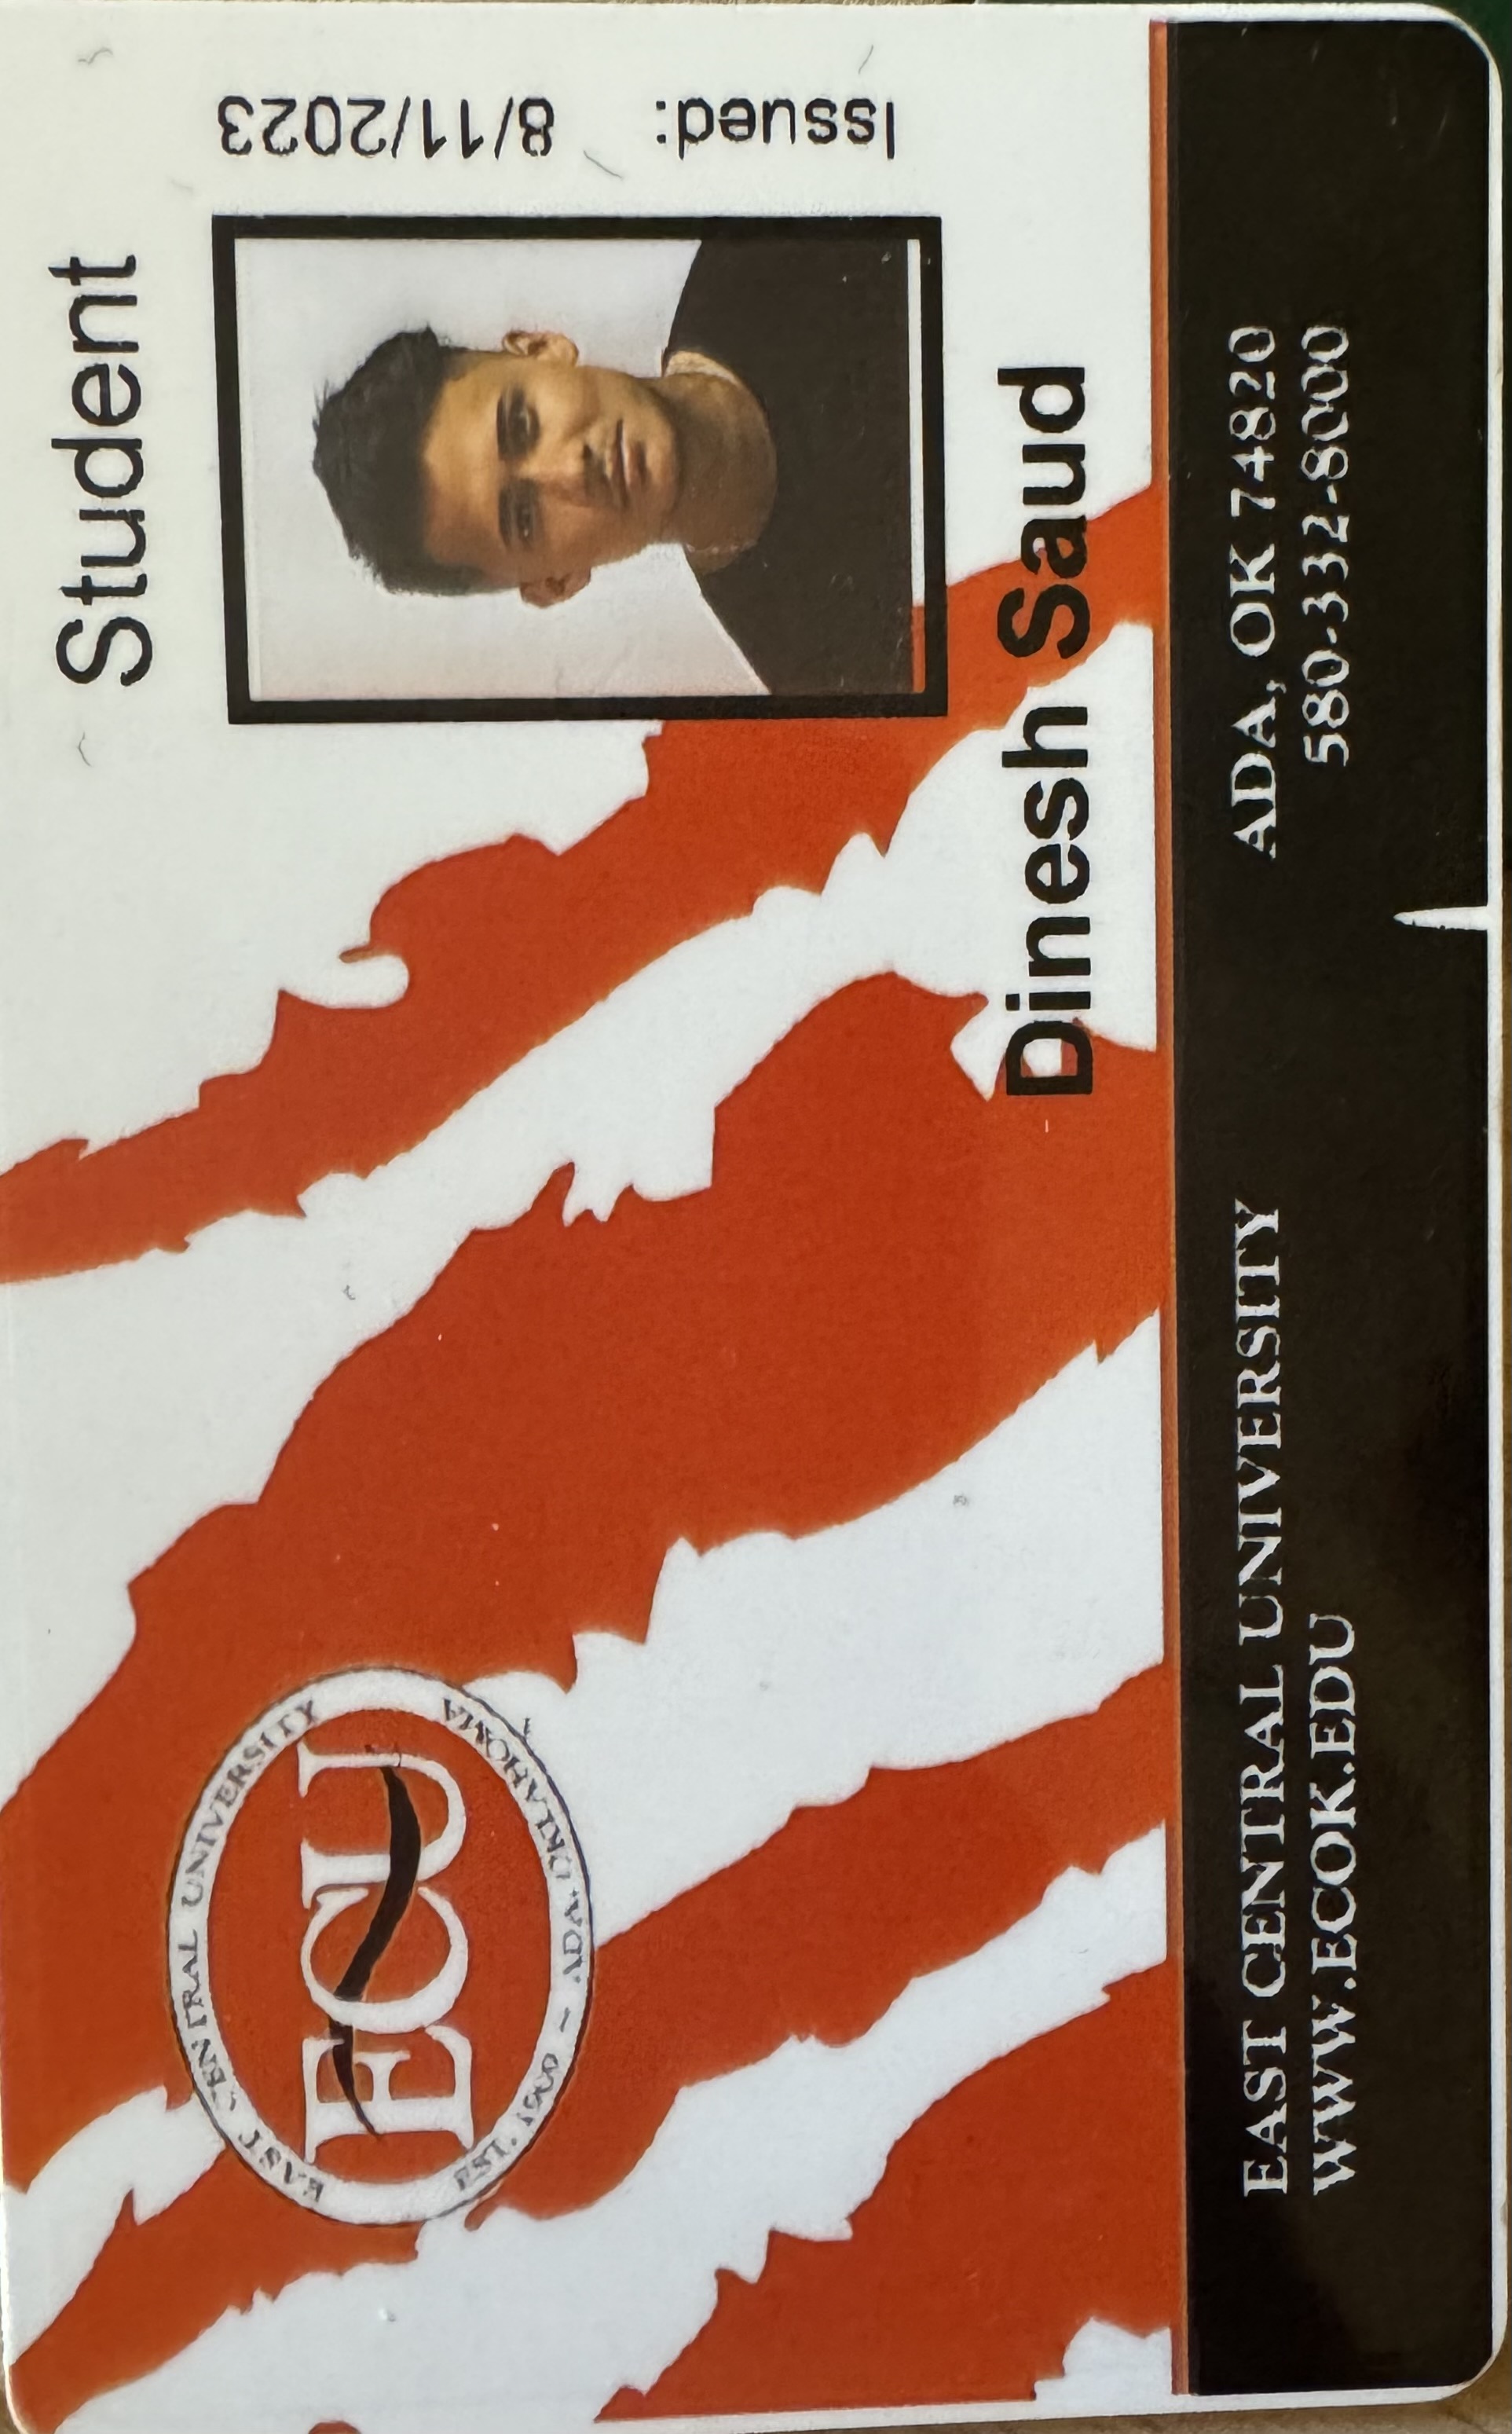 Student
EAST CENTRAL UNIVERSITY
ECU
EST. 1909 ~ ADA, OKLAHOMA
Issued: 8/11/2023
Dinesh Saud
EAST CENTRAL UNIVERSITY
WWW.ECOK.EDU
ADA, OK 74820
580-332-8000